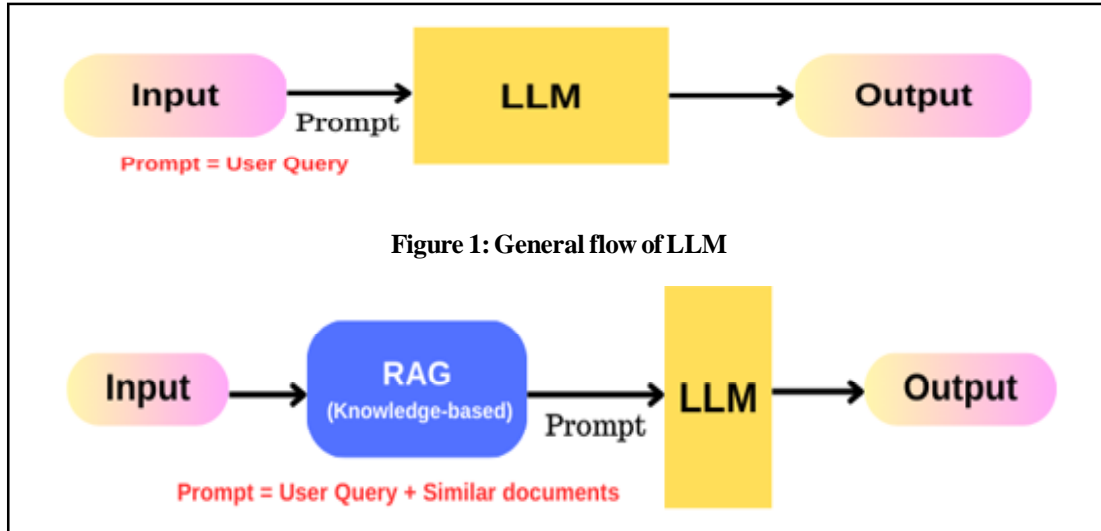 Input
Prompt
LLM
Output
Prompt = User Query
Figure 1: General flow of LLM
Input
RAG
(Knowledge-based)
Prompt
LLM
Output
Prompt = User Query + Similar documents